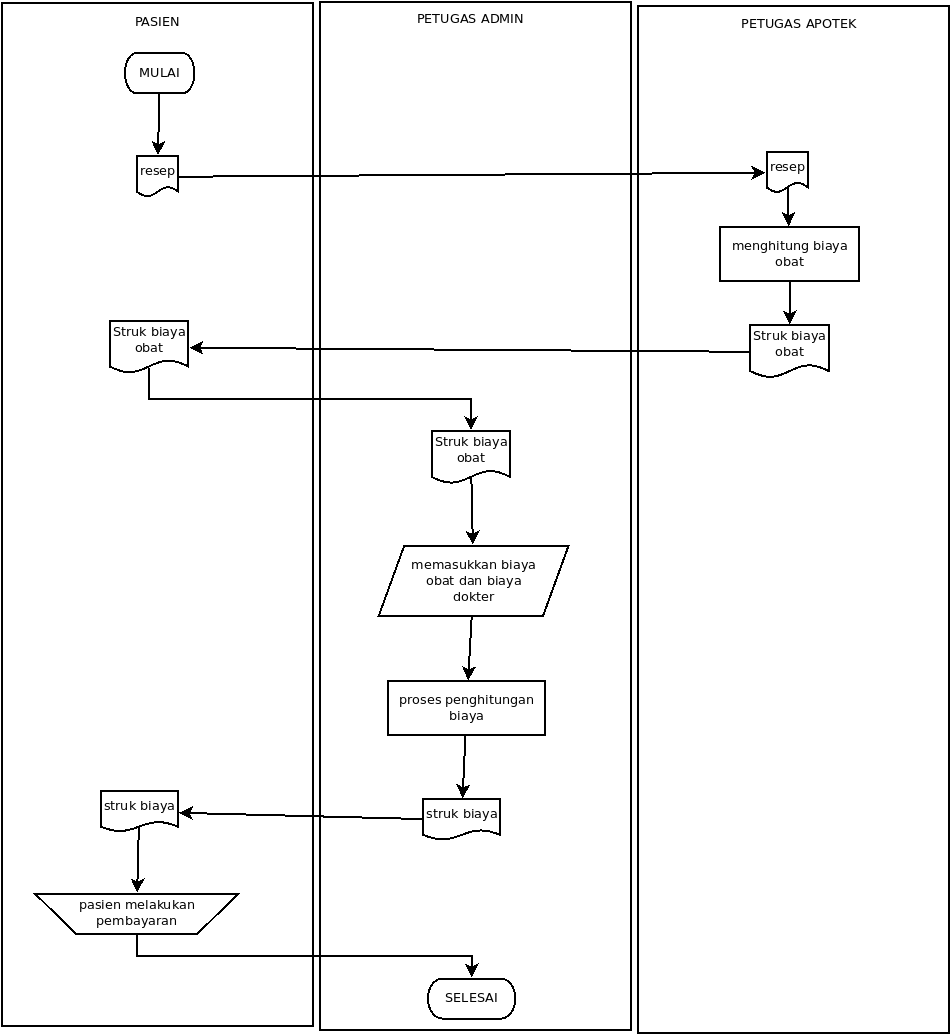 PASIEN
PETUGAS ADMIN
PETUGAS APOTEK
MULAI
resep
resep
menghitung biaya
obat
Struk biaya
obat
Struk biaya
obat
Struk biaya
obat
memasukkan biaya
obat dan biaya
dokter
proses penghitungan
biaya
struk biaya
struk biaya
pasien melakukan
pembayaran
SELESAI